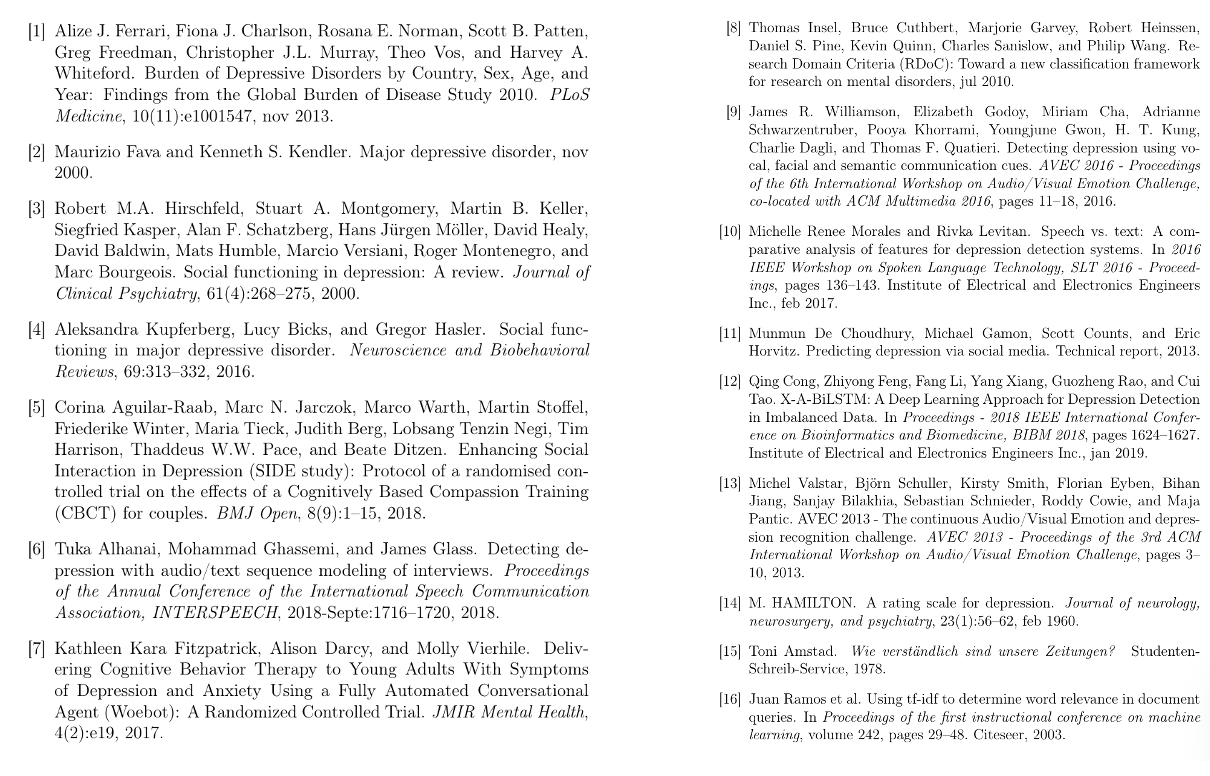 [1] Alize J. Ferrari, Fiona J. Charlson, Rosana E. Norman, Scott B. Patten,
Greg Freedman, Christopher J.L. Murray, Theo Vos, and Harvey A.
Whiteford. Burden of Depressive Disorders by Country, Sex, Age, and
Year: Findings from the Global Burden of Disease Study 2010. PLoS
Medicine, 10(11):e1001547, nov 2013.
[2] Maurizio Fava and Kenneth S. Kendler. Major depressive disorder, nov
2000.
[3] Robert M.A. Hirschfeld, Stuart A. Montgomery, Martin B. Keller,
Siegfried Kasper, Alan F. Schatzberg, Hans Jürgen Möller, David Healy,
David Baldwin, Mats Humble, Marcio Versiani, Roger Montenegro, and
Marc Bourgeois. Social functioning in depression: A review. Journal of
Clinical Psychiatry, 61(4):268–275, 2000.
[4] Aleksandra Kupferberg, Lucy Bicks, and Gregor Hasler. Social func-
tioning in major depressive disorder. Neuroscience and Biobehavioral
Reviews, 69:313–332, 2016.
[5] Corina Aguilar-Raab, Marc N. Jarczok, Marco Warth, Martin Stoffel,
Friederike Winter, Maria Tieck, Judith Berg, Lobsang Tenzin Negi, Tim
Harrison, Thaddeus W.W. Pace, and Beate Ditzen. Enhancing Social
Interaction in Depression (SIDE study): Protocol of a randomised con-
trolled trial on the effects of a Cognitively Based Compassion Training
(CBCT) for couples. BMJ Open, 8(9):1–15, 2018.
[6] Tuka Alhanai, Mohammad Ghassemi, and James Glass. Detecting de-
pression with audio/text sequence modeling of interviews. Proceedings
of the Annual Conference of the International Speech Communication
Association, INTERSPEECH, 2018-Septe:1716–1720, 2018.
[7] Kathleen Kara Fitzpatrick, Alison Darcy, and Molly Vierhile. Deliv-
ering Cognitive Behavior Therapy to Young Adults With Symptoms
of Depression and Anxiety Using a Fully Automated Conversational
Agent (Woebot): A Randomized Controlled Trial. JMIR Mental Health,
4(2):e19, 2017.
[8] Thomas Insel, Bruce Cuthbert, Marjorie Garvey, Robert Heinssen,
Daniel S. Pine, Kevin Quinn, Charles Sanislow, and Philip Wang. Re-
search Domain Criteria (RDoC): Toward a new classification framework
for research on mental disorders, jul 2010.
[9] James R. Williamson, Elizabeth Godoy, Miriam Cha, Adrianne
Schwarzentruber, Pooya Khorrami, Youngjune Gwon, H. T. Kung,
Charlie Dagli, and Thomas F. Quatieri. Detecting depression using vo-
cal, facial and semantic communication cues. AVEC 2016 - Proceedings
of the 6th International Workshop on Audio/Visual Emotion Challenge,
co-located with ACM Multimedia 2016, pages 11–18, 2016.
[10] Michelle Renee Morales and Rivka Levitan. Speech vs. text: A com-
parative analysis of features for depression detection systems. In 2016
IEEE Workshop on Spoken Language Technology, SLT 2016 - Proceed-
ings, pages 136–143. Institute of Electrical and Electronics Engineers
Inc., feb 2017.
[11] Munmun De Choudhury, Michael Gamon, Scott Counts, and Eric
Horvitz. Predicting depression via social media. Technical report, 2013.
[12] Qing Cong, Zhiyong Feng, Fang Li, Yang Xiang, Guozheng Rao, and Cui
Tao. X-A-BiLSTM: A Deep Learning Approach for Depression Detection
in Imbalanced Data. In Proceedings - 2018 IEEE International Confer-
ence on Bioinformatics and Biomedicine, BIBM 2018, pages 1624–1627.
Institute of Electrical and Electronics Engineers Inc., jan 2019.
[13] Michel Valstar, Björn Schuller, Kirsty Smith, Florian Eyben, Bihan
Jiang, Sanjay Bilakhia, Sebastian Schnieder, Roddy Cowie, and Maja
Pantic. AVEC 2013 - The continuous Audio/Visual Emotion and depres-
sion recognition challenge. AVEC 2013 - Proceedings of the 3rd ACM
International Workshop on Audio/Visual Emotion Challenge, pages 3–
10, 2013.
[14] M. HAMILTON. A rating scale for depression. Journal of neurology,
neurosurgery, and psychiatry, 23(1):56–62, feb 1960.
[15] Toni Amstad. Wie verständlich sind unsere Zeitungen? Studenten-
Schreib-Service, 1978.
[16] Juan Ramos et al. Using tf-idf to determine word relevance in document
queries. In Proceedings of the first instructional conference on machine
learning, volume 242, pages 29–48. Citeseer, 2003.